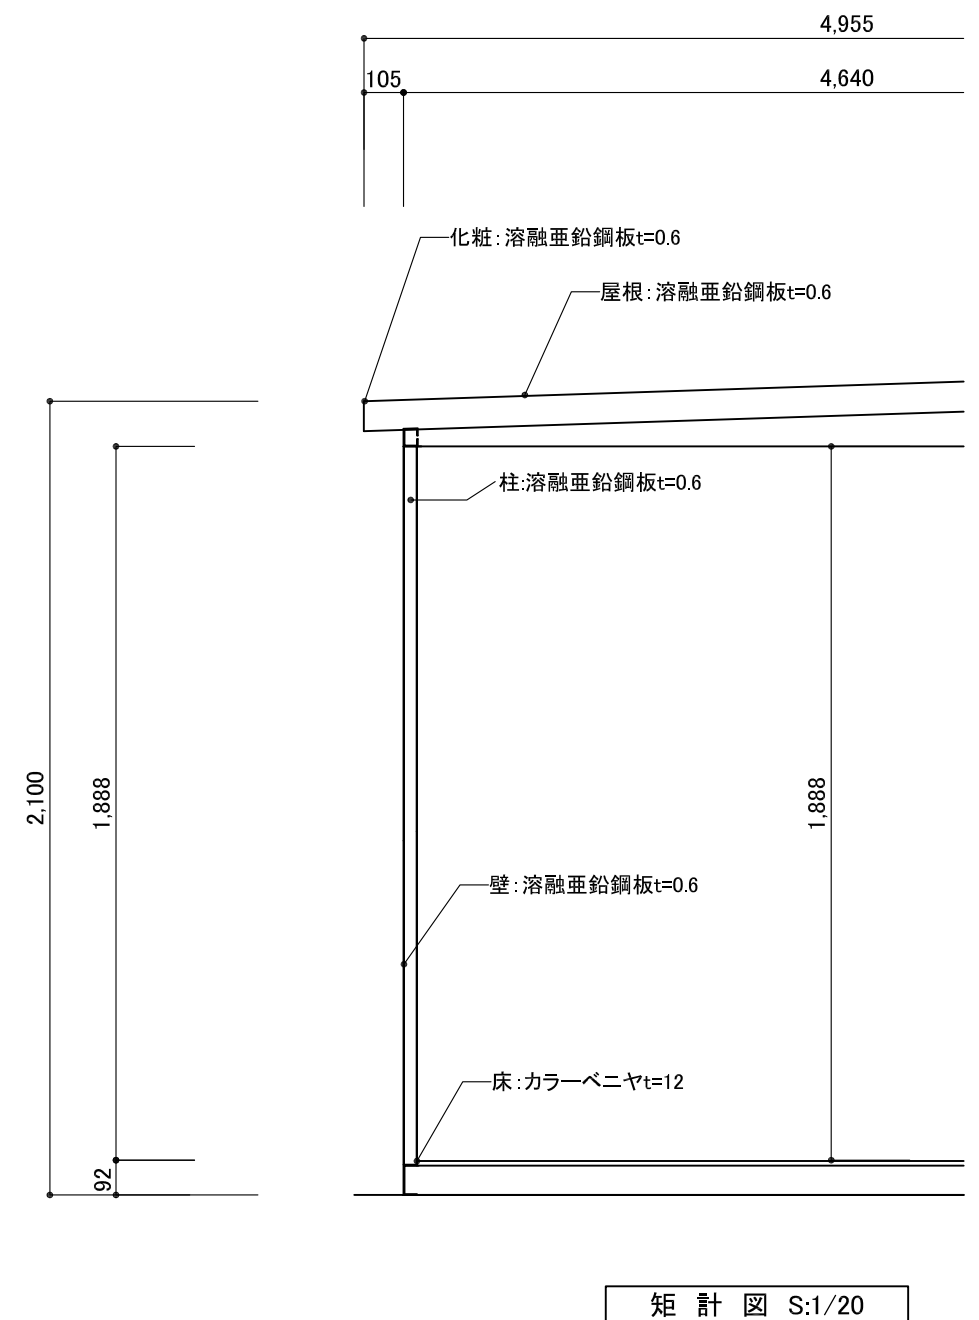 4,955
105
4,640
化粧：溶融亜鉛鋼板t=0.6
屋根：溶融亜鉛鋼板t=0.6
柱：溶融亜鉛鋼板t=0.6
2,100
1,888
1,888
壁：溶融亜鉛鋼板t=0.6
床：カラーベニヤt=12
92
矩計図 S:1/20